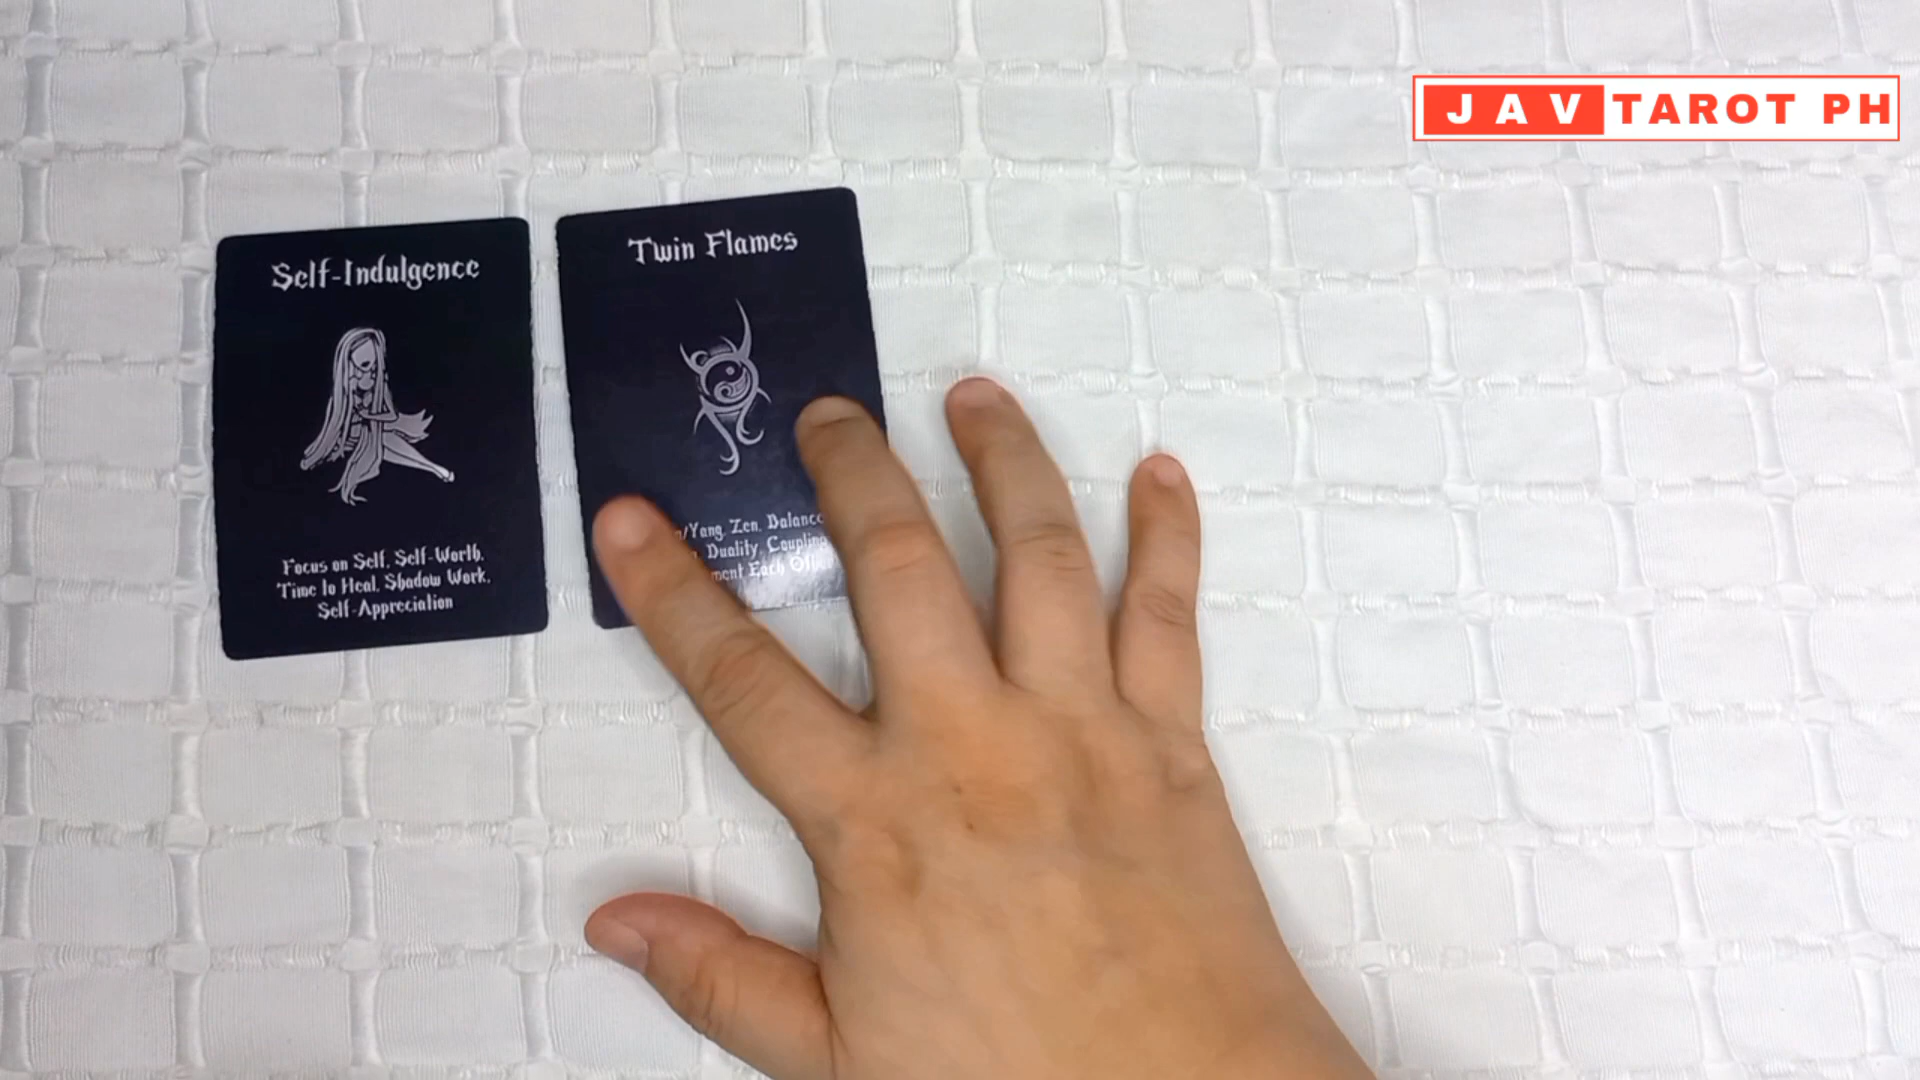 JAV TAROT PH
Self-Indulgence
Focus on Self, Self-Worth,
Time to Heal, Shadow Work,
Self-Appreciation
Twin Flames
/Yang, Zen, Balance
Duality, Coupling,
Each Other